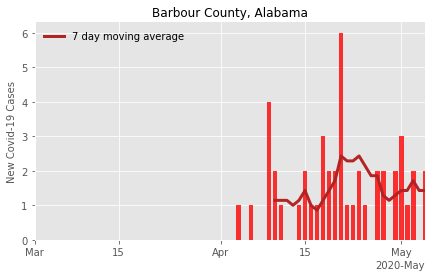 Barbour County, Alabama
7 day moving average
New Covid-19 Cases
6
5
4
3
2
1
0
Mar 15 Apr 15 May
2020-May